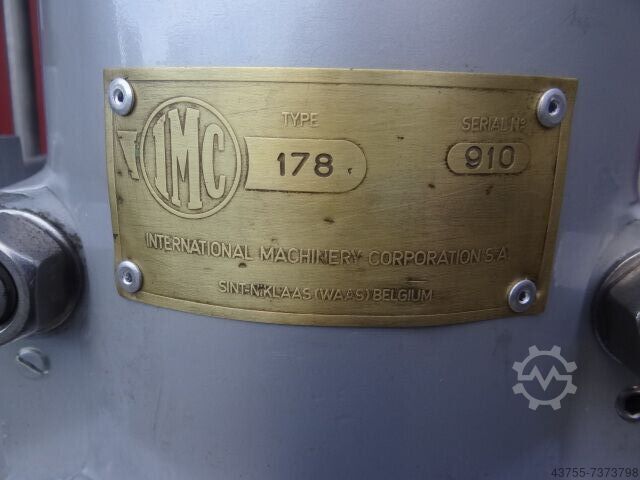 IMC
TYPE
178
SERIAL Nº
910
INTERNATIONAL MACHINERY CORPORATION S.A
SINT-NIKLAAS (WAAS) BELGIUM
43755-7373798